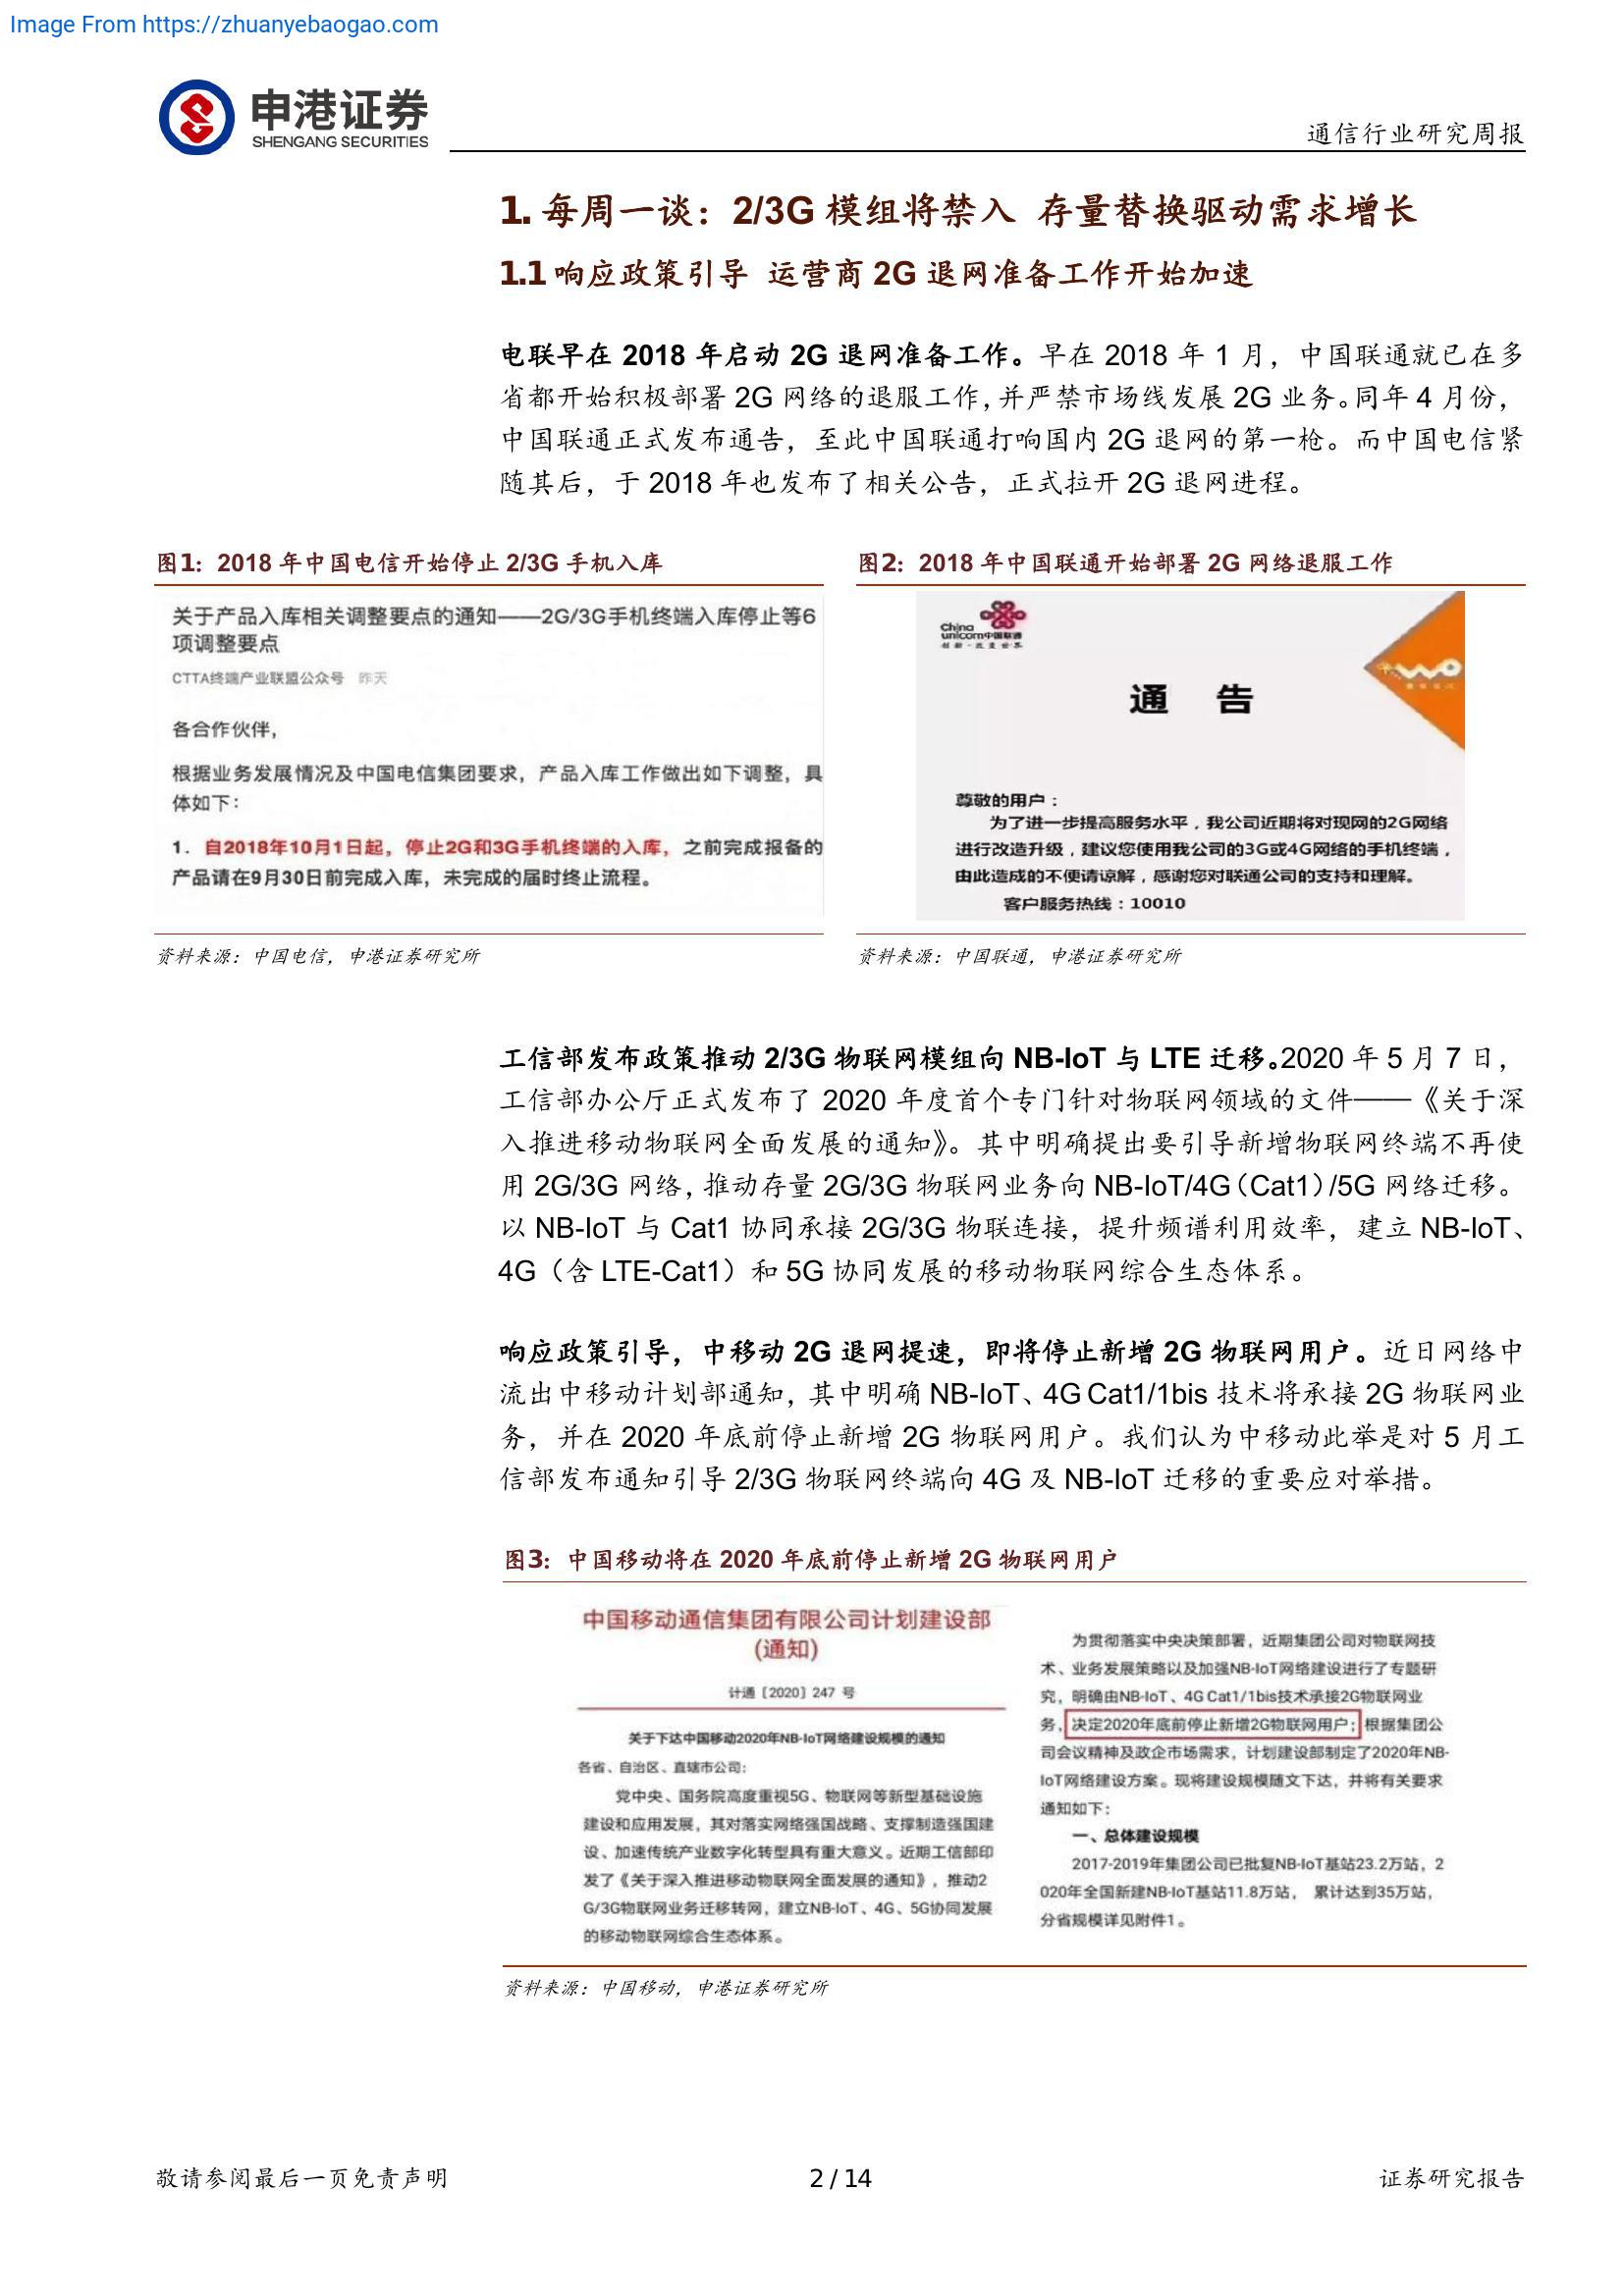 Image From https://zhuanyebaogao.com
申港证券
SHENGANG SECURITIES
通信行业研究周报
1. 每周一谈：2/3G 模组将禁入 存量替换驱动需求增长
1.1 响应政策引导 运营商 2G 退网准备工作开始加速
电联早在 2018 年启动 2G 退网准备工作。早在 2018 年 1 月，中国联通就已在多
省都开始积极部署 2G 网络的退服工作，并严禁市场线发展 2G 业务。同年 4 月份，
中国联通正式发布通告，至此中国联通打响国内 2G 退网的第一枪。而中国电信紧
随其后，于 2018 年也发布了相关公告，正式拉开 2G 退网进程。
图1：2018 年中国电信开始停止 2/3G 手机入库
关于产品入库相关调整要点的通知——2G/3G手机终端入库停止等6
项调整要点
CTTA终端产业联盟公众号 昨天
各合作伙伴，
根据业务发展情况及中国电信集团要求，产品入库工作做出如下调整，具
体如下：
1. 自2018年10月1日起，停止2G和3G手机终端的入库，之前完成报备的
产品请在9月30日前完成入库，未完成的届时终止流程。
资料来源：中国电信，申港证券研究所
图2：2018 年中国联通开始部署 2G 网络退服工作
China
unicom中国联通
创新·改变世界
WO
通 告
尊敬的用户：
为了进一步提高服务水平，我公司近期将对现网的2G网络
进行改造升级，建议您使用我公司的3G或4G网络的手机终端，
由此造成的不便请谅解，感谢您对联通公司的支持和理解。
客户服务热线：10010
资料来源：中国联通，申港证券研究所
工信部发布政策推动 2/3G 物联网模组向 NB-IoT 与 LTE 迁移。2020 年 5 月 7 日，
工信部办公厅正式发布了 2020 年度首个专门针对物联网领域的文件——《关于深
入推进移动物联网全面发展的通知》。其中明确提出要引导新增物联网终端不再使
用 2G/3G 网络，推动存量 2G/3G 物联网业务向 NB-IoT/4G（Cat1）/5G 网络迁移。
以 NB-IoT 与 Cat1 协同承接 2G/3G 物联连接，提升频谱利用效率，建立 NB-IoT、
4G（含 LTE-Cat1）和 5G 协同发展的移动物联网综合生态体系。
响应政策引导，中移动 2G 退网提速，即将停止新增 2G 物联网用户。近日网络中
流出中移动计划部通知，其中明确 NB-IoT、4G Cat1/1bis 技术将承接 2G 物联网业
务，并在 2020 年底前停止新增 2G 物联网用户。我们认为中移动此举是对 5 月工
信部发布通知引导 2/3G 物联网终端向 4G 及 NB-IoT 迁移的重要应对举措。
图3：中国移动将在 2020 年底前停止新增 2G 物联网用户
中国移动通信集团有限公司计划建设部
(通知)
计通〔2020〕247 号
关于下达中国移动2020年NB-IoT网络建设规模的通知
各省、自治区、直辖市公司：
党中央、国务院高度重视5G、物联网等新型基础设施
建设和应用发展，其对落实网络强国战略、支撑制造强国建
设、加速传统产业数字化转型具有重大意义。近期工信部印
发了《关于深入推进移动物联网全面发展的通知》，推动2
G/3G物联网业务迁移转网，建立NB-IoT、4G、5G协同发展
的移动物联网综合生态体系。
为贯彻落实中央决策部署，近期集团公司对物联网技
术、业务发展策略以及加强NB-IoT网络建设进行了专题研
究，明确由NB-IoT、4G Cat1/1bis技术承接2G物联网业
务，决定2020年底前停止新增2G物联网用户；根据集团公
司会议精神及政企市场需求，计划建设部制定了2020年NB-
IoT网络建设方案。现将建设规模随文下达，并将有关要求
通知如下：
一、总体建设规模
2017-2019年集团公司已批复NB-IoT基站23.2万站，2
020年全国新建NB-IoT基站11.8万站， 累计达到35万站，
分省规模详见附件1。
资料来源：中国移动，申港证券研究所
敬请参阅最后一页免责声明
2 / 14
证券研究报告